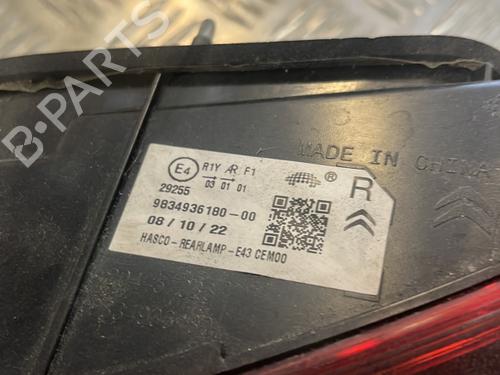 B-PARTS
MADE IN CHINA
E4 R1Y AR F1
03 01 01
29255
R
9834936180-00
08/10/22
HASCO-REARLAMP-E43 CEM00